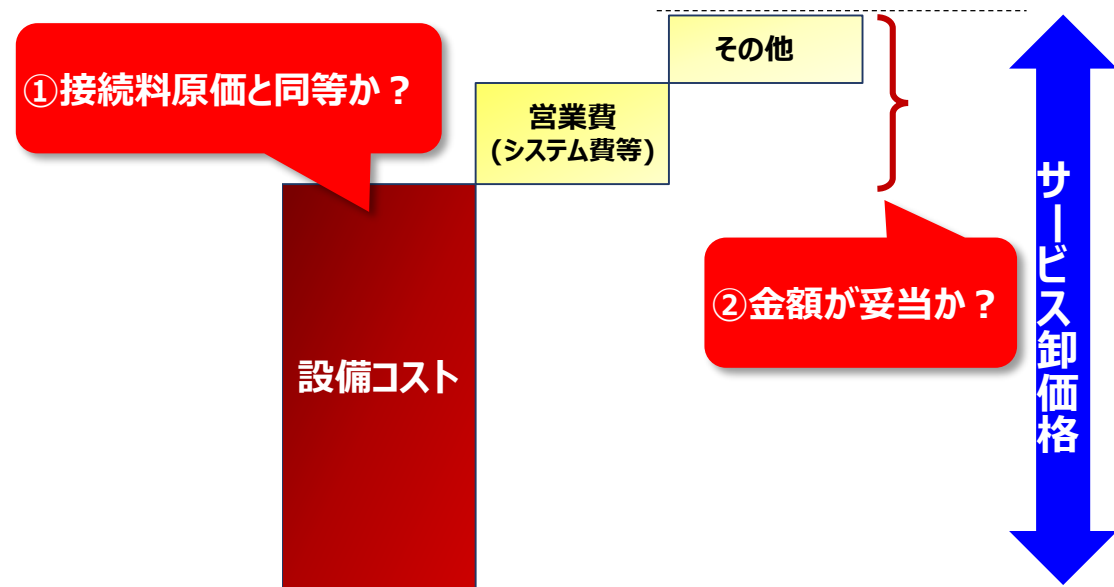 その他
①接続料原価と同等か？
営業費
(システム費等)
②金額が妥当か？
設備コスト
サービス卸価格